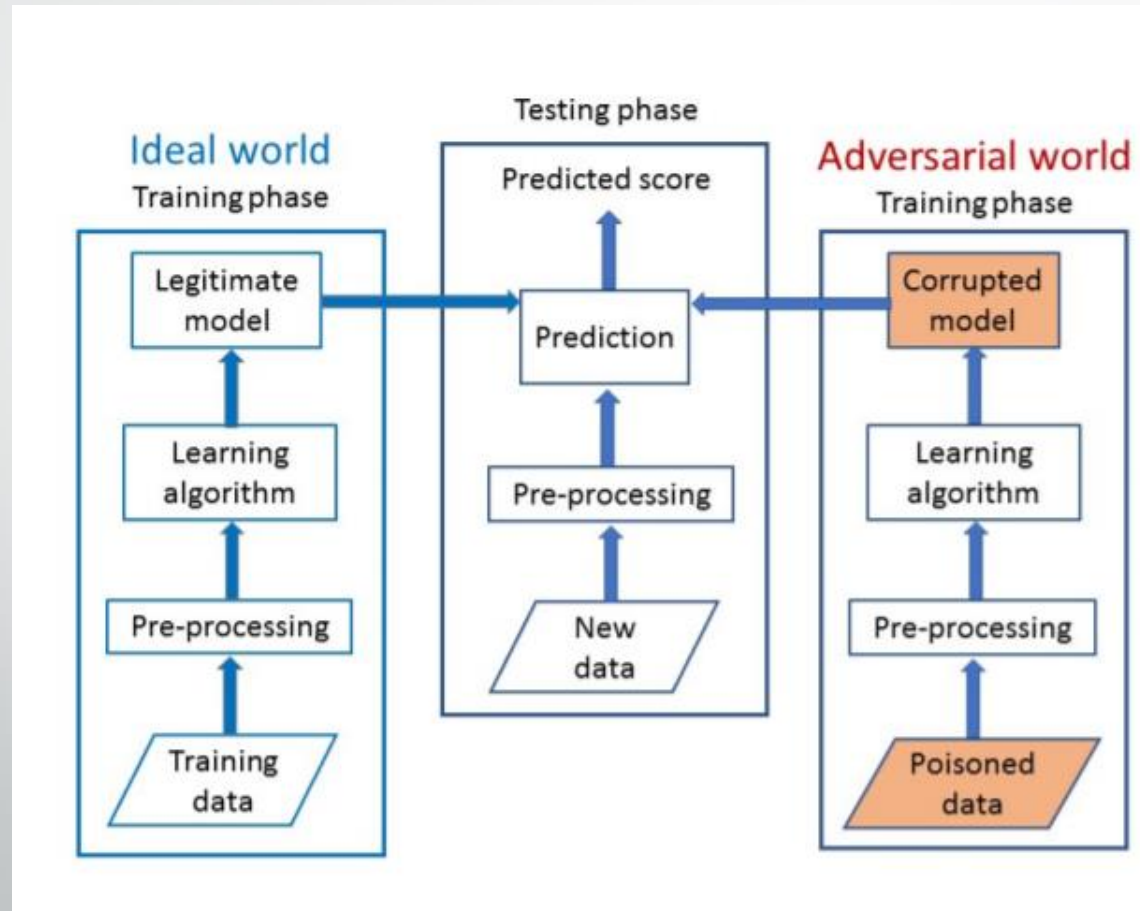 Ideal world
Training phase
Legitimate
model
Learning
algorithm
Pre-processing
Training
data
Testing phase
Predicted score
Prediction
Pre-processing
New
data
Adversarial world
Training phase
Corrupted
model
Learning
algorithm
Pre-processing
Poisoned
data